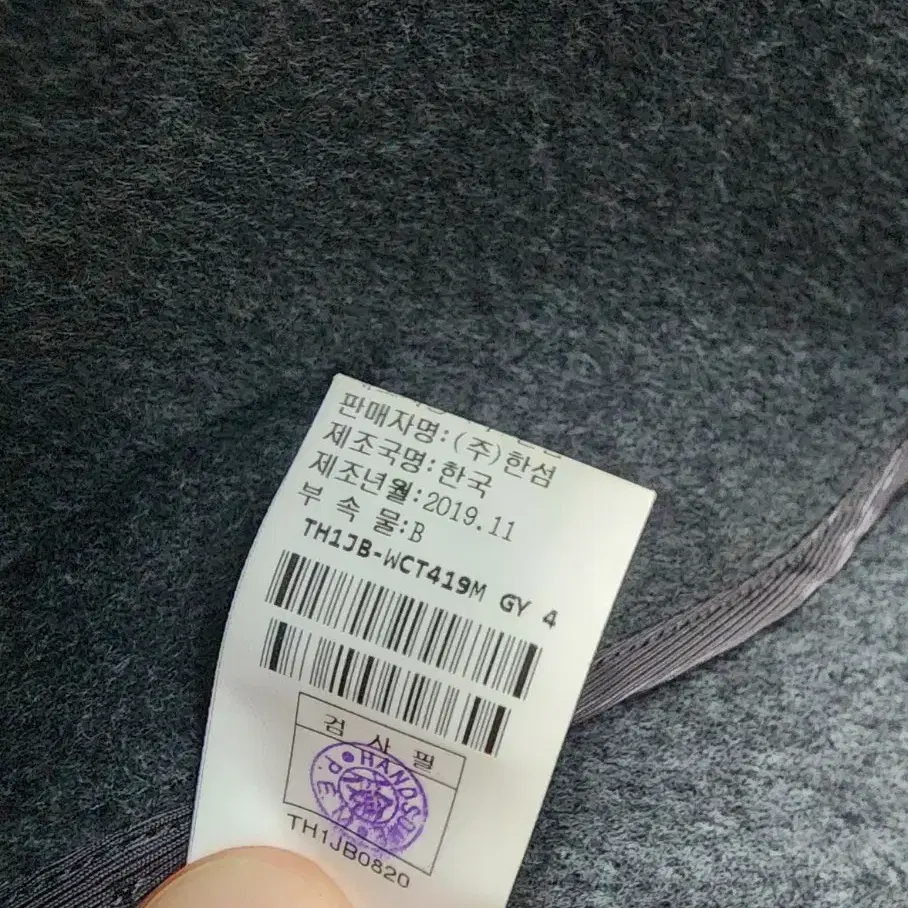 판매자명:(주)한섬
제조국명:한국
제조년월:2019.11
부 속 물:B
TH1JB-WCT419M GY 4
검 사 필
HANDSO
TH1JB0820